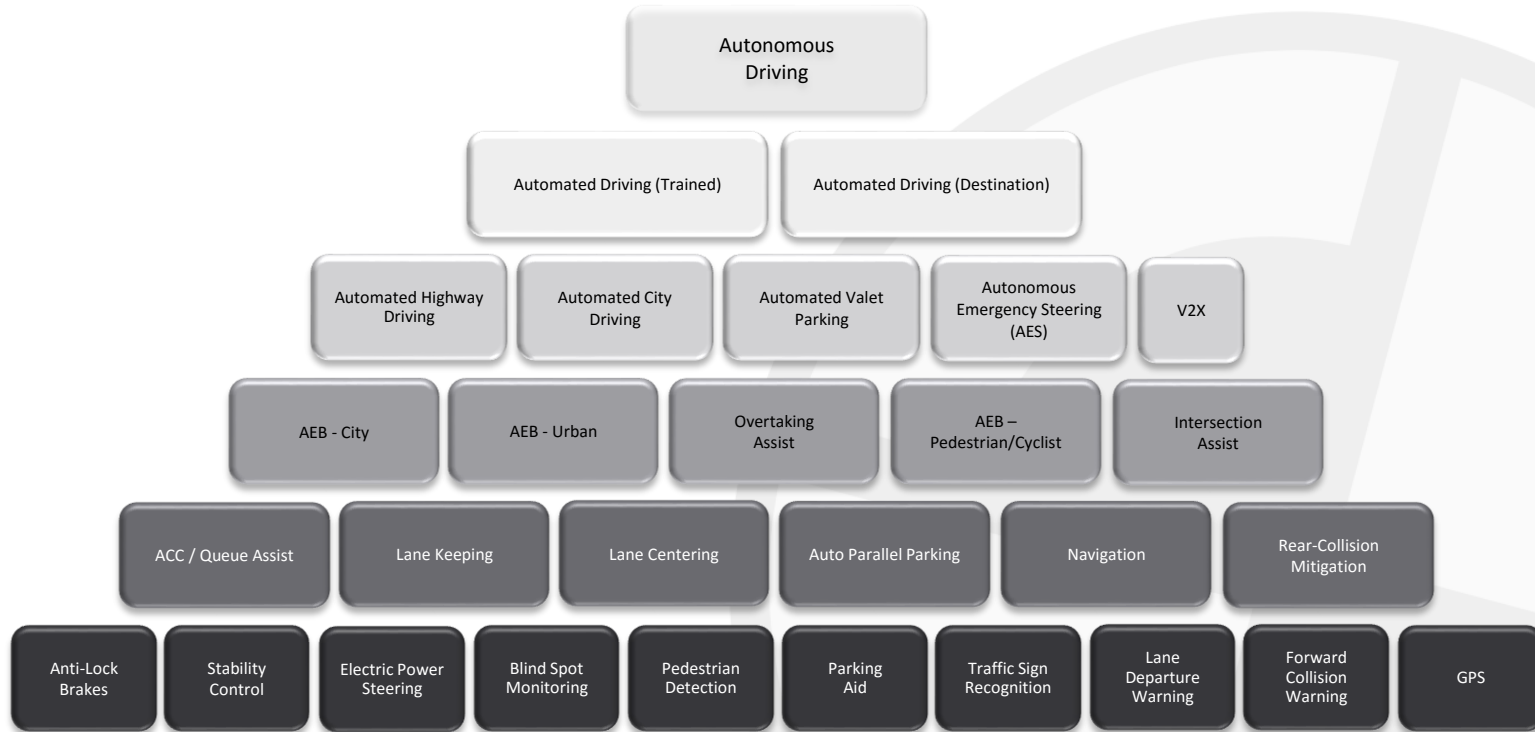 Autonomous
Driving
Automated Driving (Trained)
Automated Driving (Destination)
Automated Highway
Driving
Automated City
Driving
Automated Valet
Parking
Autonomous
Emergency Steering
(AES)
V2X
AEB - City
AEB - Urban
Overtaking
Assist
AEB –
Pedestrian/Cyclist
Intersection
Assist
ACC / Queue Assist
Lane Keeping
Lane Centering
Auto Parallel Parking
Navigation
Rear-Collision
Mitigation
Anti-Lock
Brakes
Stability
Control
Electric Power
Steering
Blind Spot
Monitoring
Pedestrian
Detection
Parking
Aid
Traffic Sign
Recognition
Lane
Departure
Warning
Forward
Collision
Warning
GPS